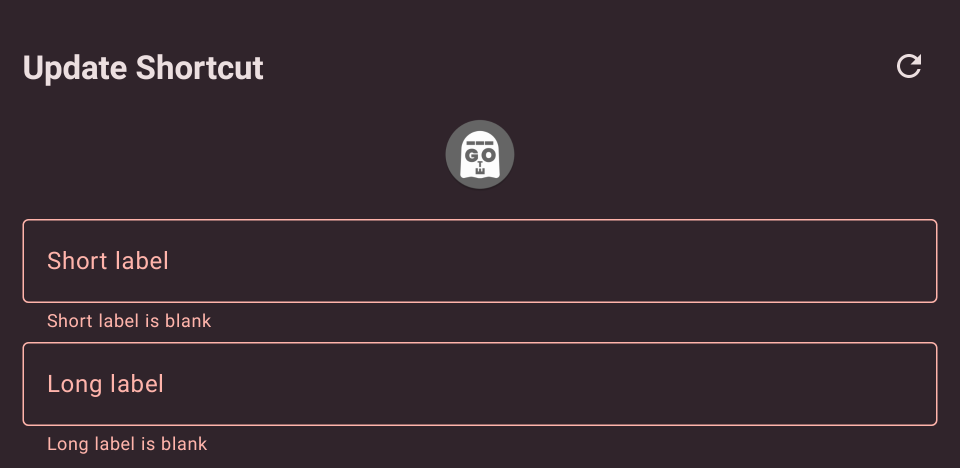 Update Shortcut
GO
Short label
Short label is blank
Long label
Long label is blank